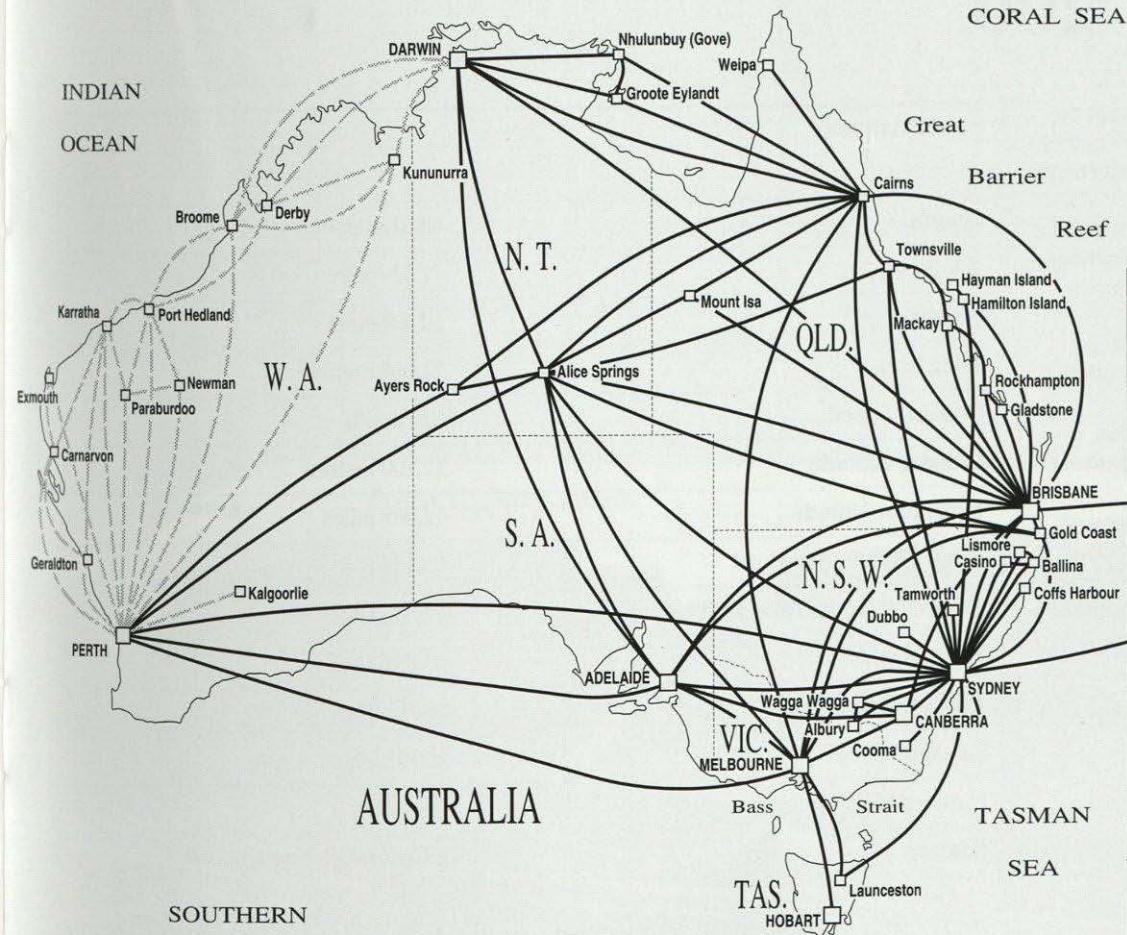 CORAL SEA
DARWIN
Nhulunbuy (Gove)
Weipa
INDIAN
OCEAN
Groote Eylandt
Great
Kununurra
Barrier
Cairns
Derby
Broome
Reef
Townsville
N. T.
Hayman Island
Hamilton Island
Mount Isa
Karratha
Port Hedland
Mackay
QLD.
W. A.
Alice Springs
Ayers Rock
Newman
Exmouth
Paraburdoo
Rockhampton
Gladstone
Carnarvon
BRISBANE
S. A.
Gold Coast
Lismore
Geraldton
Casino
Ballina
N. S. W.
Kalgoorlie
Tamworth
Coffs Harbour
Dubbo
PERTH
ADELAIDE
SYDNEY
Wagga Wagga
CANBERRA
Albury
VIC.
Cooma
MELBOURNE
AUSTRALIA
Bass
Strait
TASMAN
SEA
TAS.
Launceston
SOUTHERN
HOBART